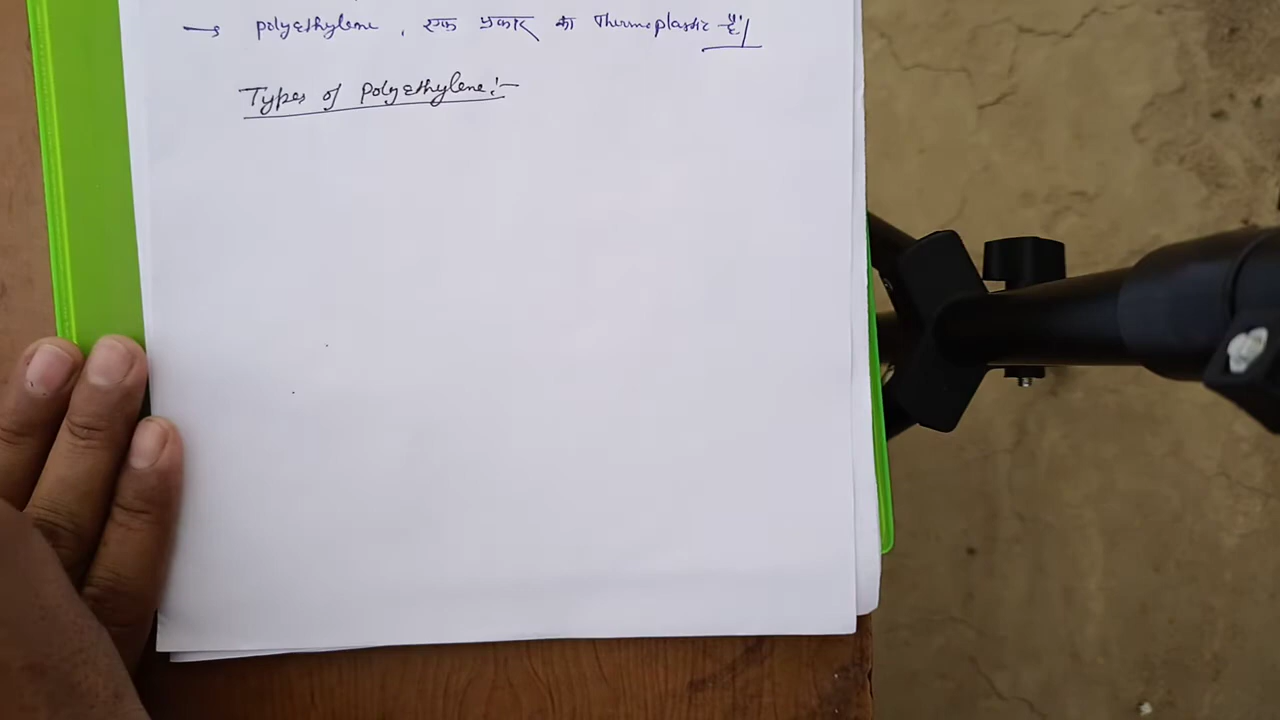 → polyethylene, एक प्रकार का Thermoplastic है।
Types of Polyethylene:-